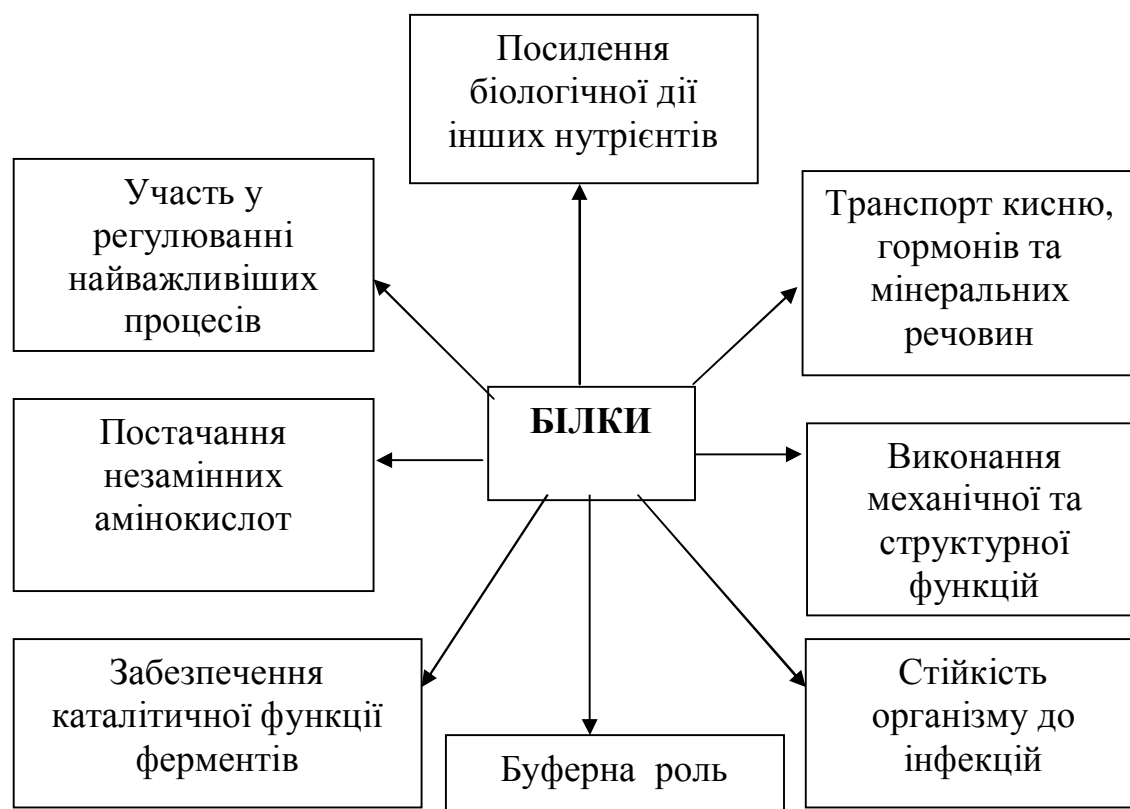 Посилення
біологічної дії
інших нутрієнтів
Участь у
регулюванні
найважливіших
процесів
Транспорт кисню,
гормонів та
мінеральних
речовин
БІЛКИ
Постачання
незамінних
амінокислот
Виконання
механічної та
структурної
функцій
Забезпечення
каталітичної функції
ферментів
Буферна роль
Стійкість
організму до
інфекцій